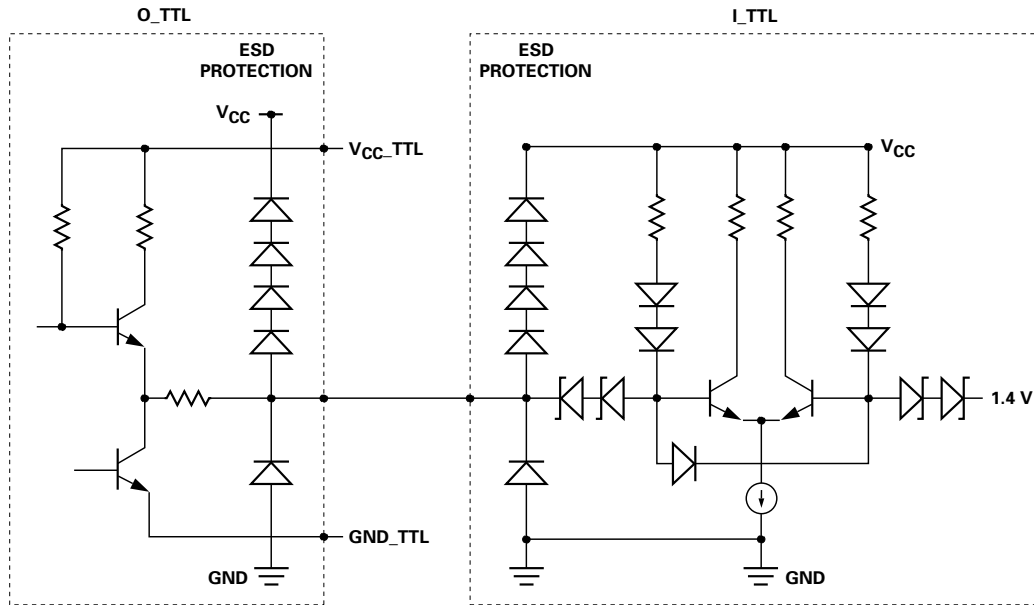 O_TTL
ESD
PROTECTION
VCC
VCC_TTL
GND_TTL
GND
I_TTL
ESD
PROTECTION
VCC
1.4 V
GND